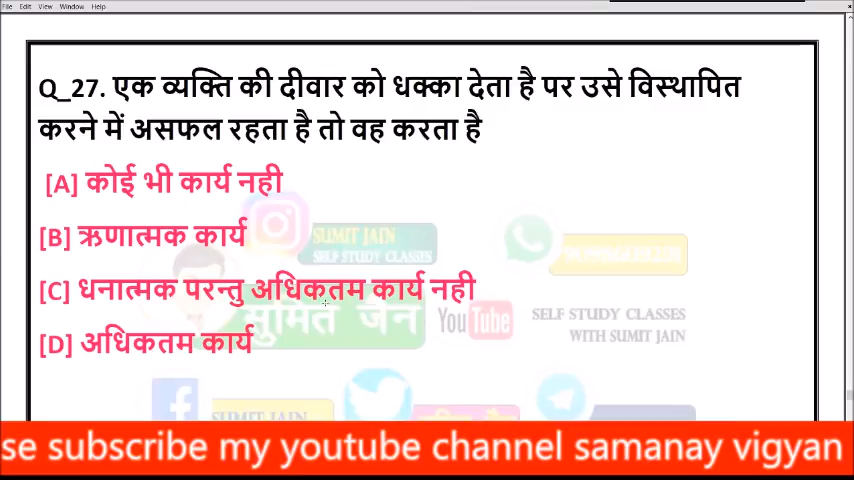 File Edit View Window Help
Q_27. एक व्यक्ति की दीवार को धक्का देता है पर उसे विस्थापित
करने में असफल रहता है तो वह करता है
[A] कोई भी कार्य नही
[B] ऋणात्मक कार्य
SUMIT JAIN
SELF STUDY CLASSES
[C] धनात्मक परन्तु अधिकतम कार्य नही
सुमित जैन
YouTube
SELF STUDY CLASSES
WITH SUMIT JAIN
[D] अधिकतम कार्य
SUMIT JAIN
se subscribe my youtube channel samanay vigyan